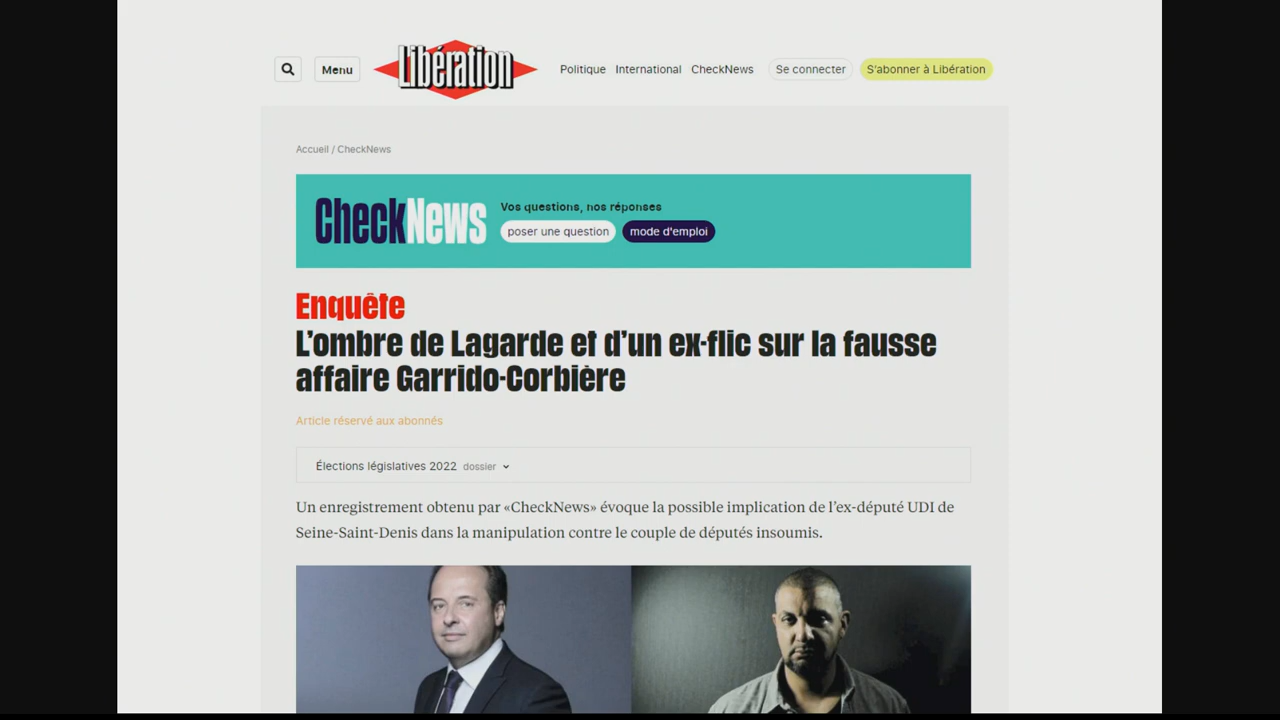 Menu
Libération
Politique International CheckNews Se connecter S'abonner à Libération
Accueil / CheckNews
CheckNews
Vos questions, nos réponses
poser une question mode d'emploi
Enquête
L'ombre de Lagarde et d'un ex-flic sur la fausse
affaire Garrido-Corbière
Article réservé aux abonnés
Élections législatives 2022 dossier
Un enregistrement obtenu par «CheckNews» évoque la possible implication de l'ex-député UDI de
Seine-Saint-Denis dans la manipulation contre le couple de députés insoumis.